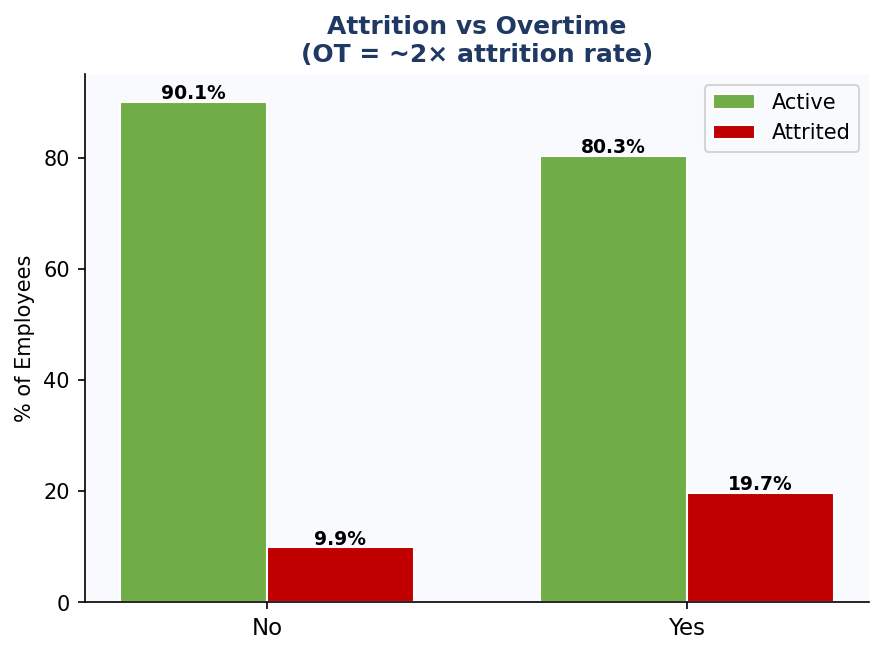 Attrition vs Overtime
(OT = ~2× attrition rate)
90.1%
Active
Attrited
80.3%
80
60
% of Employees
40
20
19.7%
9.9%
0
No
Yes